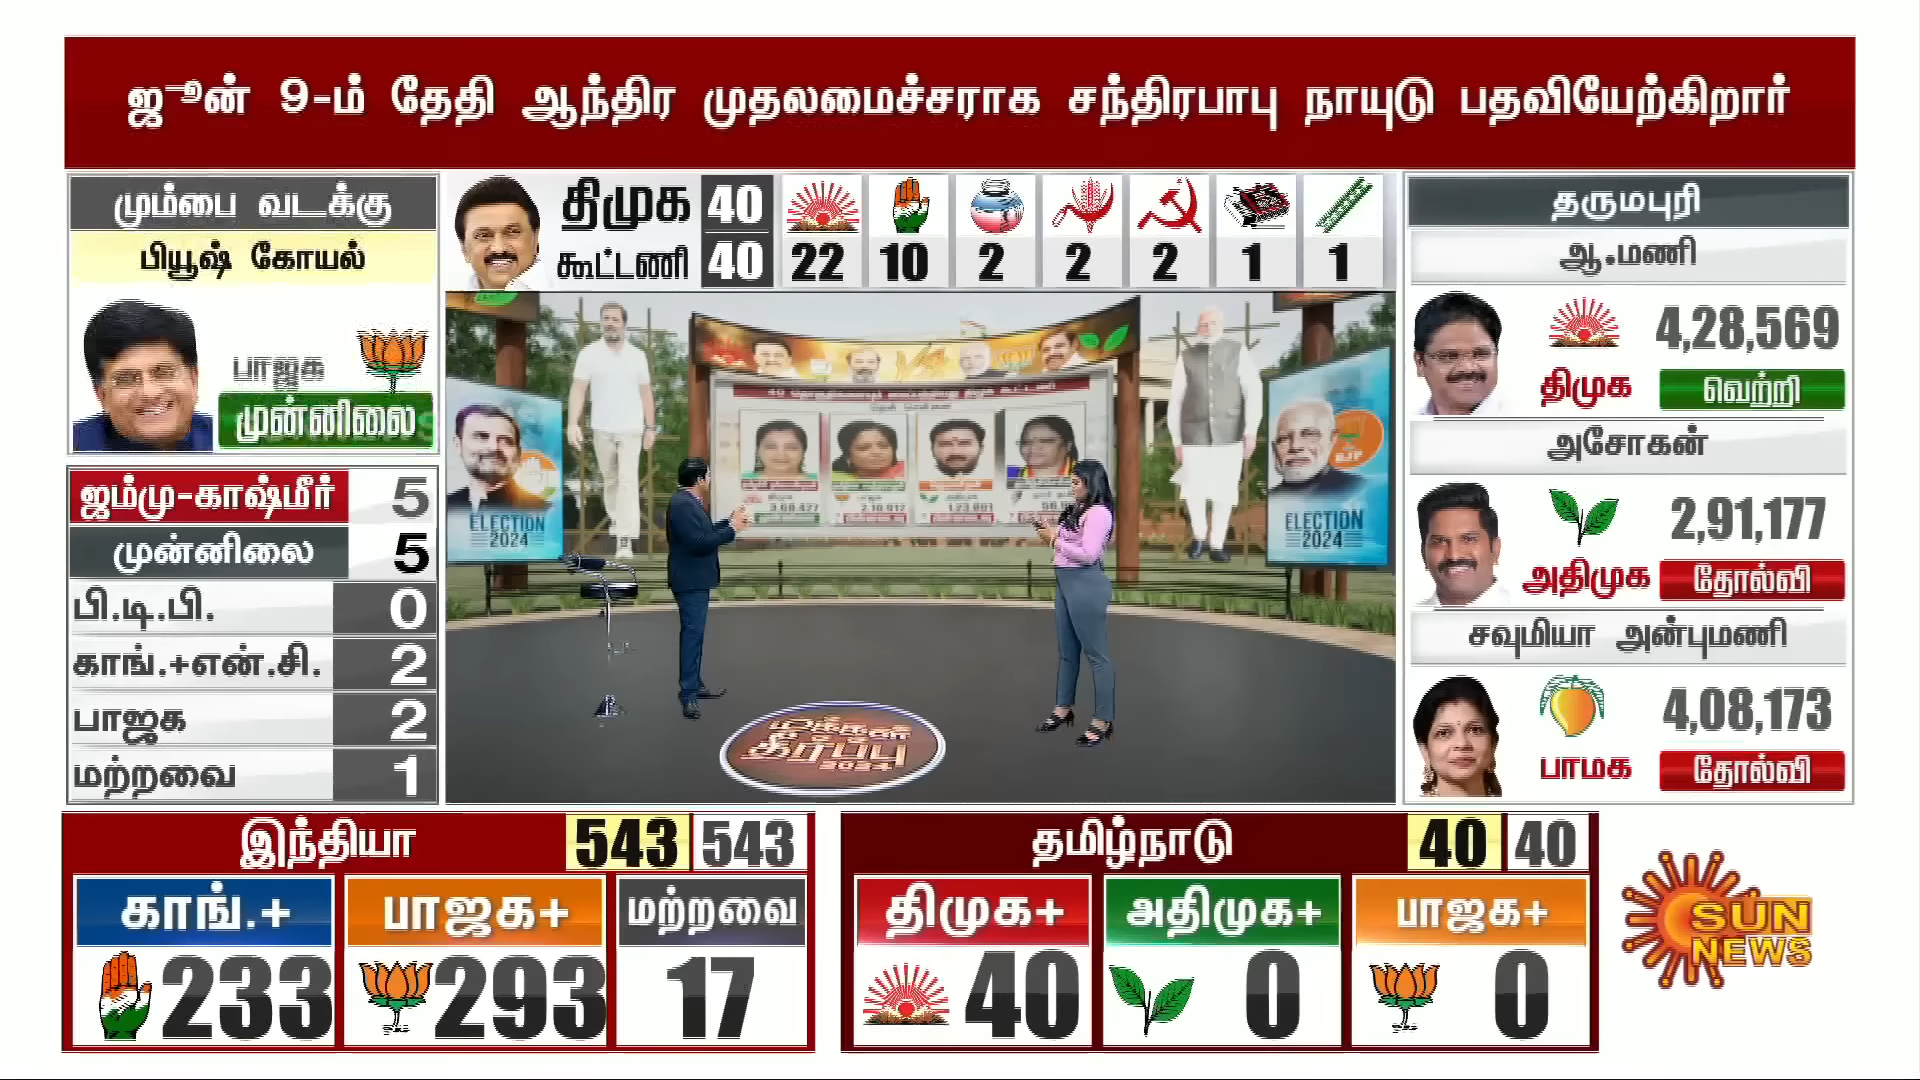 ஜூன் 9-ம் தேதி ஆந்திர முதலமைச்சராக சந்திரபாபு நாயுடு பதவியேற்கிறார்
மும்பை வடக்கு
பியூஷ் கோயல்
பாஜக
முன்னிலை
ஜம்மு-காஷ்மீர் 5
முன்னிலை 5
பி.டி.பி. 0
காங்.+என்.சி. 2
பாஜக 2
மற்றவை 1
திமுக 40
கூட்டணி 40
22 10 2 2 2 1 1
ELECTION
2024
ELECTION
2024
BJP
தீர்ப்பு
2024
தருமபுரி
ஆ.மணி
4,28,569
திமுக வெற்றி
அசோகன்
2,91,177
அதிமுக தோல்வி
சவுமியா அன்புமணி
4,08,173
பாமக தோல்வி
இந்தியா 543 543
காங்.+ பாஜக+ மற்றவை
233 293 17
தமிழ்நாடு 40 40
திமுக+ அதிமுக+ பாஜக+
40 0 0
SUN
NEWS